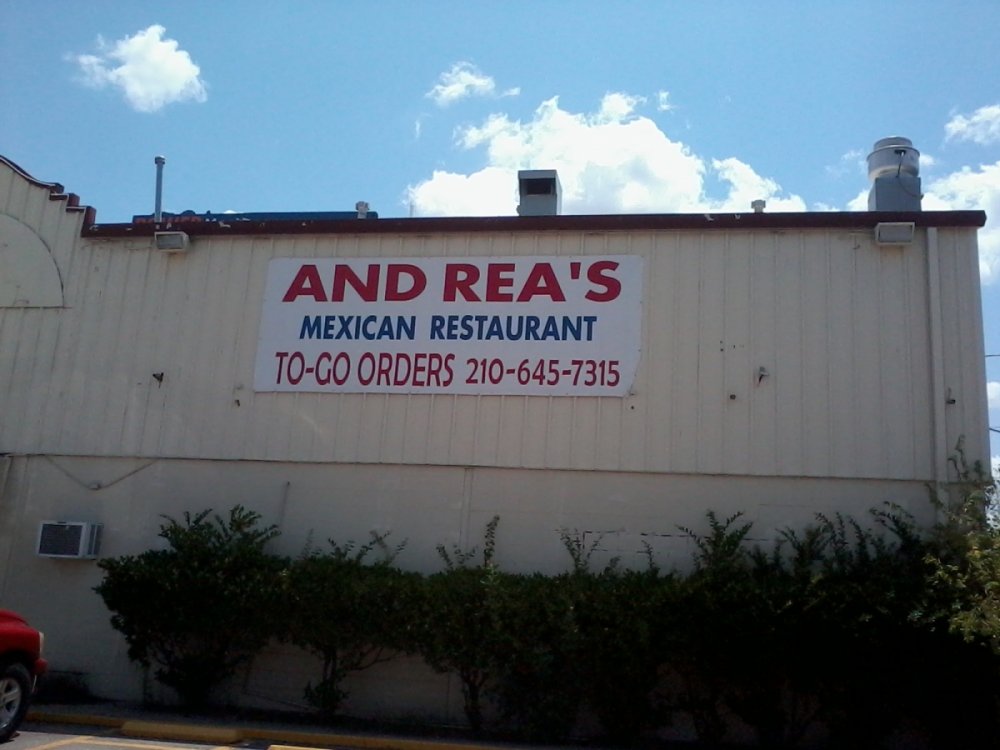 AND REA'S
MEXICAN RESTAURANT
TO-GO ORDERS 210-645-7315